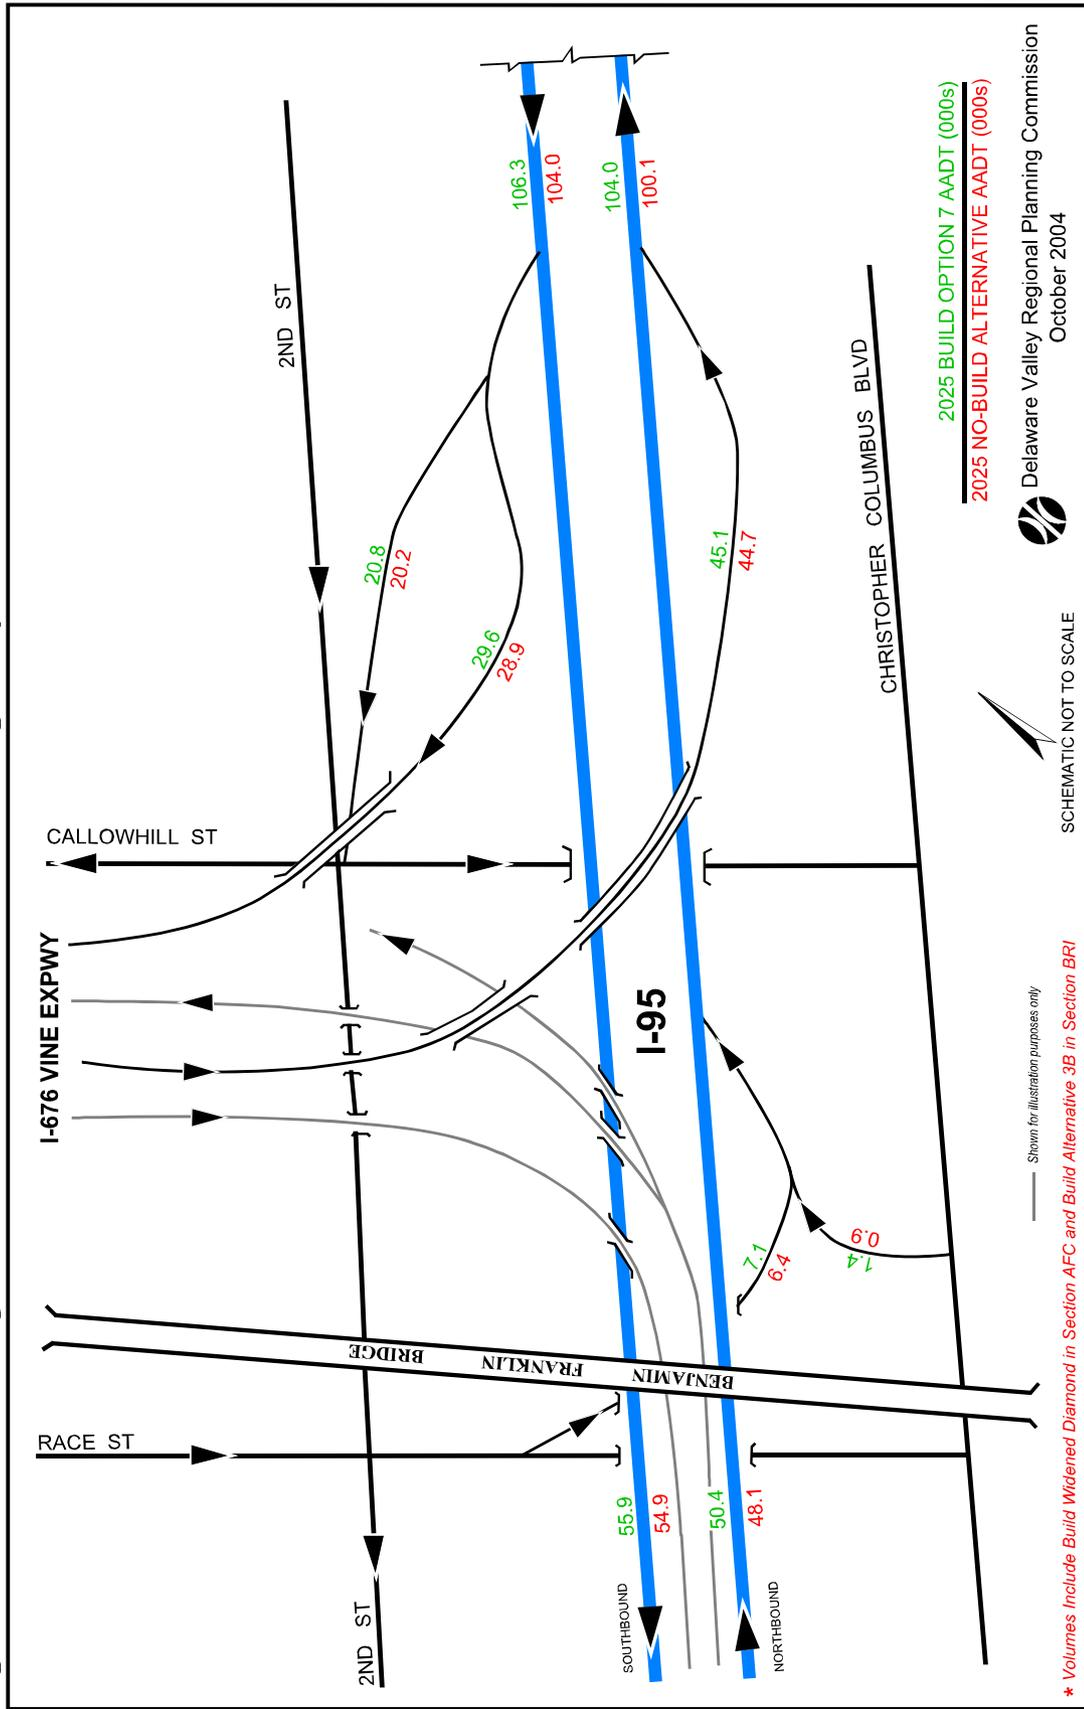 I-676 VINE EXPWY
CALLOWHILL ST
RACE ST
2ND ST
2ND ST
CHRISTOPHER COLUMBUS BLVD
I-95
BENJAMIN FRANKLIN BRIDGE
SOUTHBOUND
NORTHBOUND
106.3
104.0
104.0
100.1
20.8
20.2
29.6
28.9
45.1
44.7
7.1
6.4
1.4
0.9
55.9
54.9
50.4
48.1
2025 BUILD OPTION 7 AADT (000s)
2025 NO-BUILD ALTERNATIVE AADT (000s)
Delaware Valley Regional Planning Commission
October 2004
SCHEMATIC NOT TO SCALE
Shown for illustration purposes only
* Volumes Include Build Widened Diamond in Section AFC and Build Alternative 3B in Section BRI